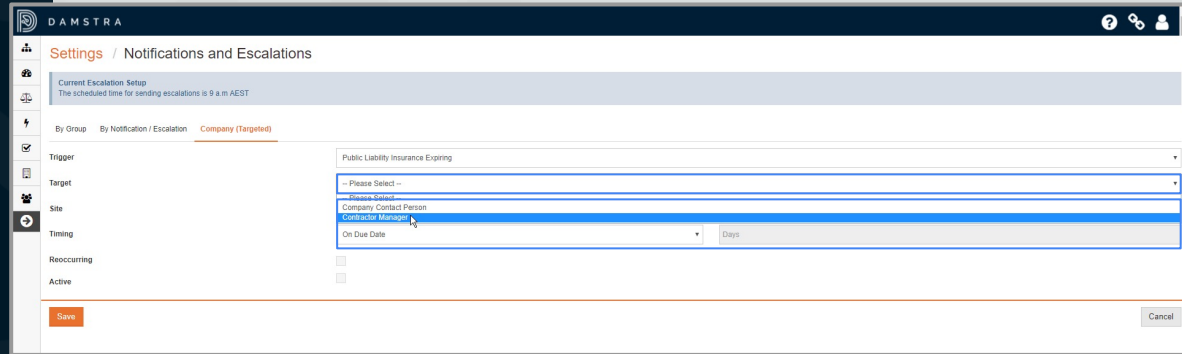 DAMSTRA
Settings / Notifications and Escalations
Current Escalation Setup
The scheduled time for sending escalations is 9 a.m AEST
By Group By Notification / Escalation Company (Targeted)
Trigger Public Liability Insurance Expiring
Target -- Please Select --
-- Please Select --
Site Company Contact Person
Contractor Manager
Timing On Due Date Days
Reoccurring
Active
Save Cancel